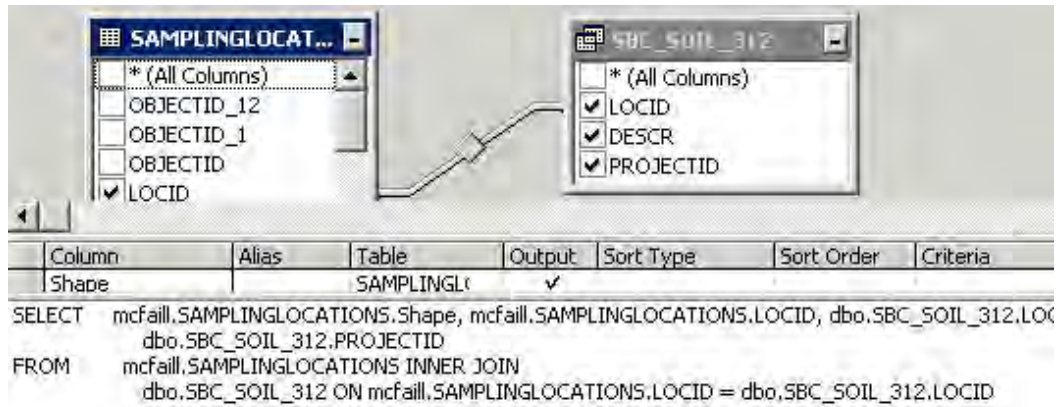 SAMPLINGLOCAT...
* (All Columns)
OBJECTID_12
OBJECTID_1
OBJECTID
LOCID
SBC_SOIL_312
* (All Columns)
LOCID
DESCR
PROJECTID
Column Alias Table Output Sort Type Sort Order Criteria
Shape SAMPLINGL
SELECT mcfaill.SAMPLINGLOCATIONS.Shape, mcfaill.SAMPLINGLOCATIONS.LOCID, dbo.SBC_SOIL_312.LOC
dbo.SBC_SOIL_312.PROJECTID
FROM mcfaill.SAMPLINGLOCATIONS INNER JOIN
dbo.SBC_SOIL_312 ON mcfaill.SAMPLINGLOCATIONS.LOCID = dbo.SBC_SOIL_312.LOCID